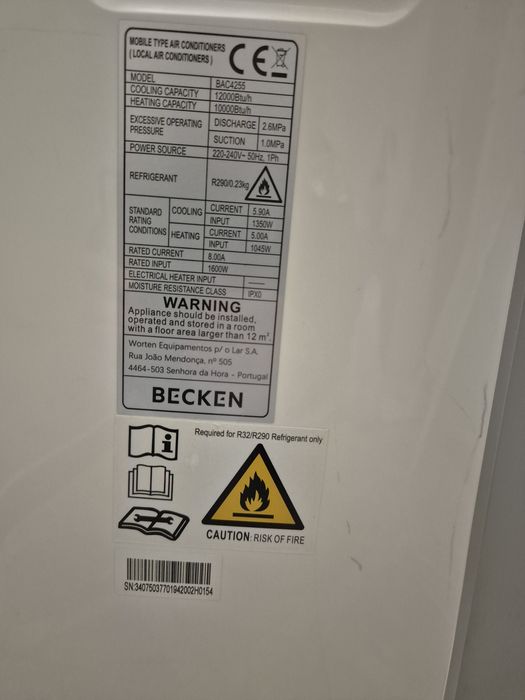 MOBILE TYPE AIR CONDITIONERS
( LOCAL AIR CONDITIONERS )
CE
MODEL BAC4255
COOLING CAPACITY 12000Btu/h
HEATING CAPACITY 10000Btu/h
EXCESSIVE OPERATING PRESSURE DISCHARGE 2.6MPa
SUCTION 1.0MPa
POWER SOURCE 220-240V~ 50Hz, 1Ph
REFRIGERANT R290/0.23kg
STANDARD RATING CONDITIONS COOLING CURRENT 5.90A
INPUT 1350W
HEATING CURRENT 5.00A
INPUT 1045W
RATED CURRENT 8.00A
RATED INPUT 1600W
ELECTRICAL HEATER INPUT ——
MOISTURE RESISTANCE CLASS IPX0
WARNING
Appliance should be installed,
operated and stored in a room
with a floor area larger than 12 m².
Worten Equipamentos p/ o Lar S.A.
Rua João Mendonça, nº 505
4464-503 Senhora da Hora - Portugal
BECKEN
Required for R32/R290 Refrigerant only
CAUTION: RISK OF FIRE
SN:34075037701942002H0154